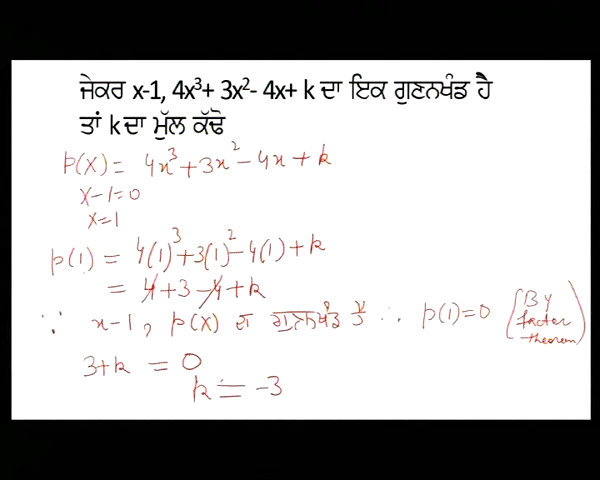 ਜੇਕਰ x-1, 4x³+ 3x²- 4x+ k ਦਾ ਇਕ ਗੁਣਨਖੰਡ ਹੈ
ਤਾਂ k ਦਾ ਮੁੱਲ ਕੱਢੋ
p(x) = 4x³+3x²-4x+k
x-1=0
x=1
p(1) = 4(1)³+3(1)²-4(1)+k
= 4+3-4+k
∵ x-1, p(x) ਦਾ ਗੁਣਨਖੰਡ ਹੈ ∴ p(1)=0 (By factor theorem)
3+k = 0
k = -3